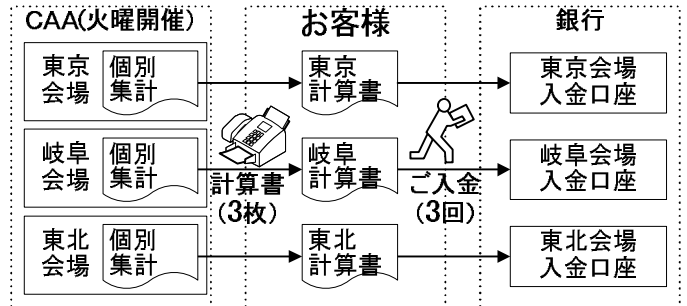 CAA(火曜開催)
お客様
銀行
東京
会場
個別
集計
東京
計算書
東京会場
入金口座
岐阜
会場
個別
集計
計算書
(3枚)
岐阜
計算書
ご入金
(3回)
岐阜会場
入金口座
東北
会場
個別
集計
東北
計算書
東北会場
入金口座